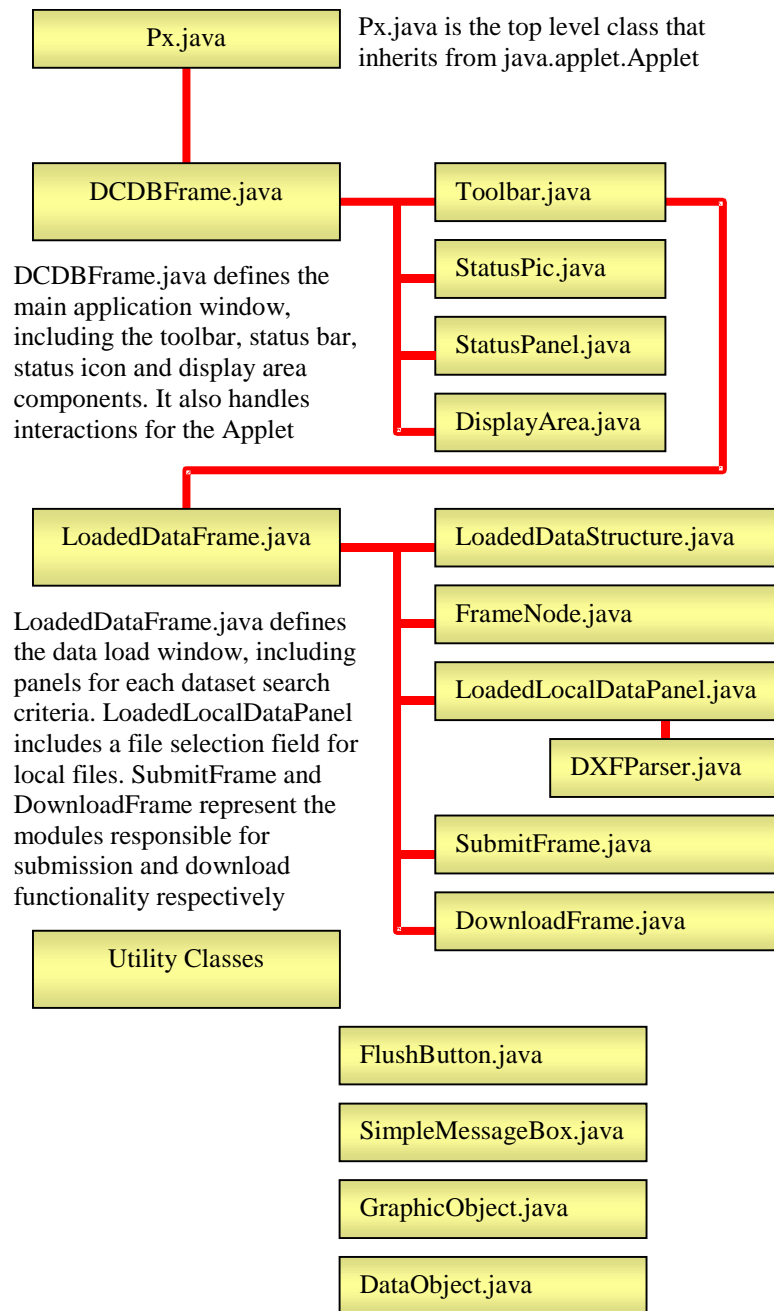 Px.java
Px.java is the top level class that
inherits from java.applet.Applet
DCDBFrame.java
Toolbar.java
StatusPic.java
StatusPanel.java
DisplayArea.java
DCDBFrame.java defines the
main application window,
including the toolbar, status bar,
status icon and display area
components. It also handles
interactions for the Applet
LoadedDataFrame.java
LoadedDataStructure.java
FrameNode.java
LoadedLocalDataPanel.java
DXFParser.java
SubmitFrame.java
DownloadFrame.java
LoadedDataFrame.java defines
the data load window, including
panels for each dataset search
criteria. LoadedLocalDataPanel
includes a file selection field for
local files. SubmitFrame and
DownloadFrame represent the
modules responsible for
submission and download
functionality respectively
Utility Classes
FlushButton.java
SimpleMessageBox.java
GraphicObject.java
DataObject.java